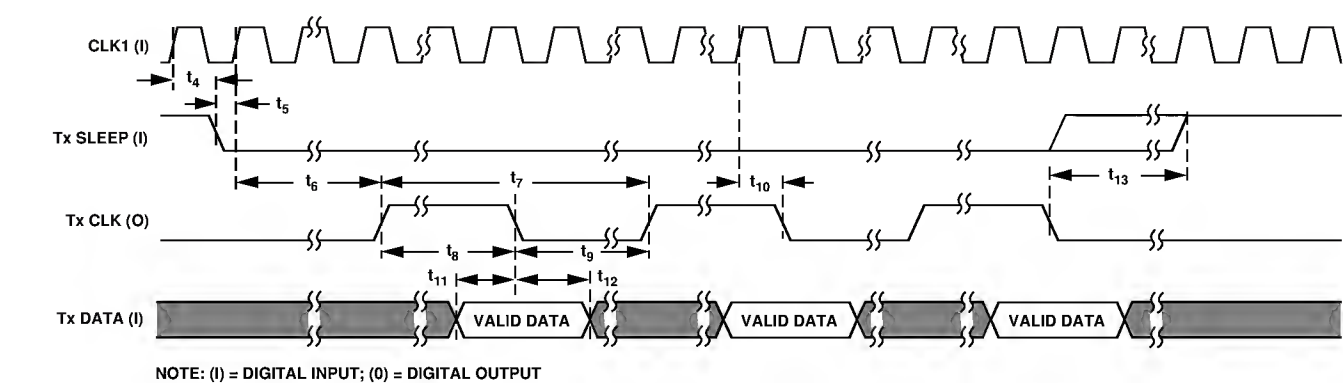 CLK1 (I)
t4
t5
Tx SLEEP (I)
t6
t7
t10
t13
Tx CLK (O)
t8
t9
t11
t12
Tx DATA (I)
VALID DATA
VALID DATA
VALID DATA
NOTE: (I) = DIGITAL INPUT; (0) = DIGITAL OUTPUT